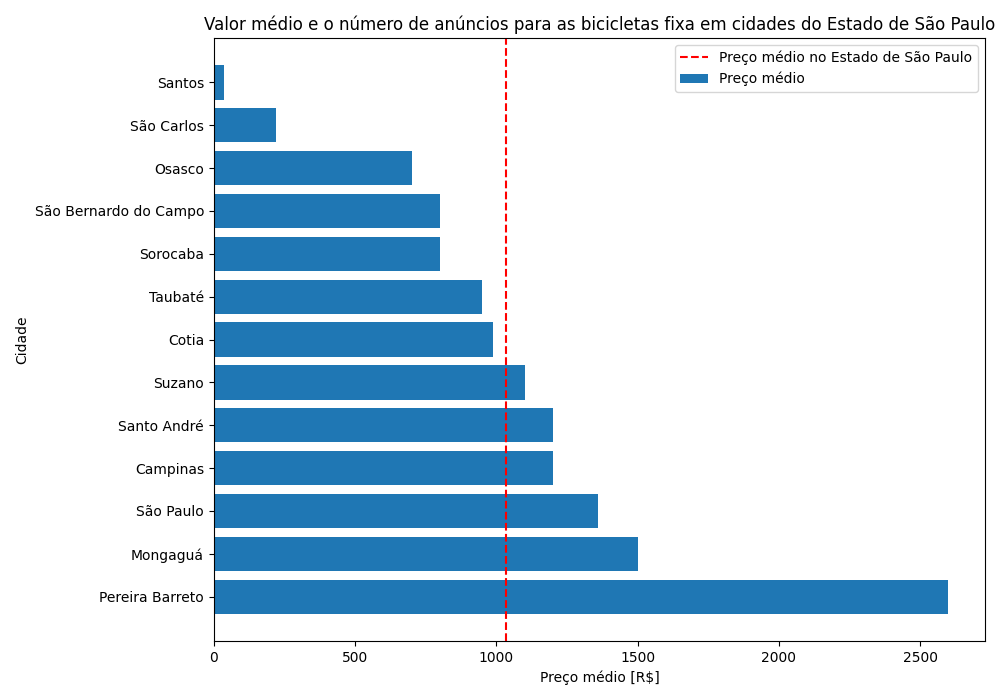 Valor médio e o número de anúncios para as bicicletas fixa em cidades do Estado de São Paulo
Preço médio no Estado de São Paulo
Preço médio
Cidade
Santos
São Carlos
Osasco
São Bernardo do Campo
Sorocaba
Taubaté
Cotia
Suzano
Santo André
Campinas
São Paulo
Mongaguá
Pereira Barreto
0 500 1000 1500 2000 2500
Preço médio [R$]